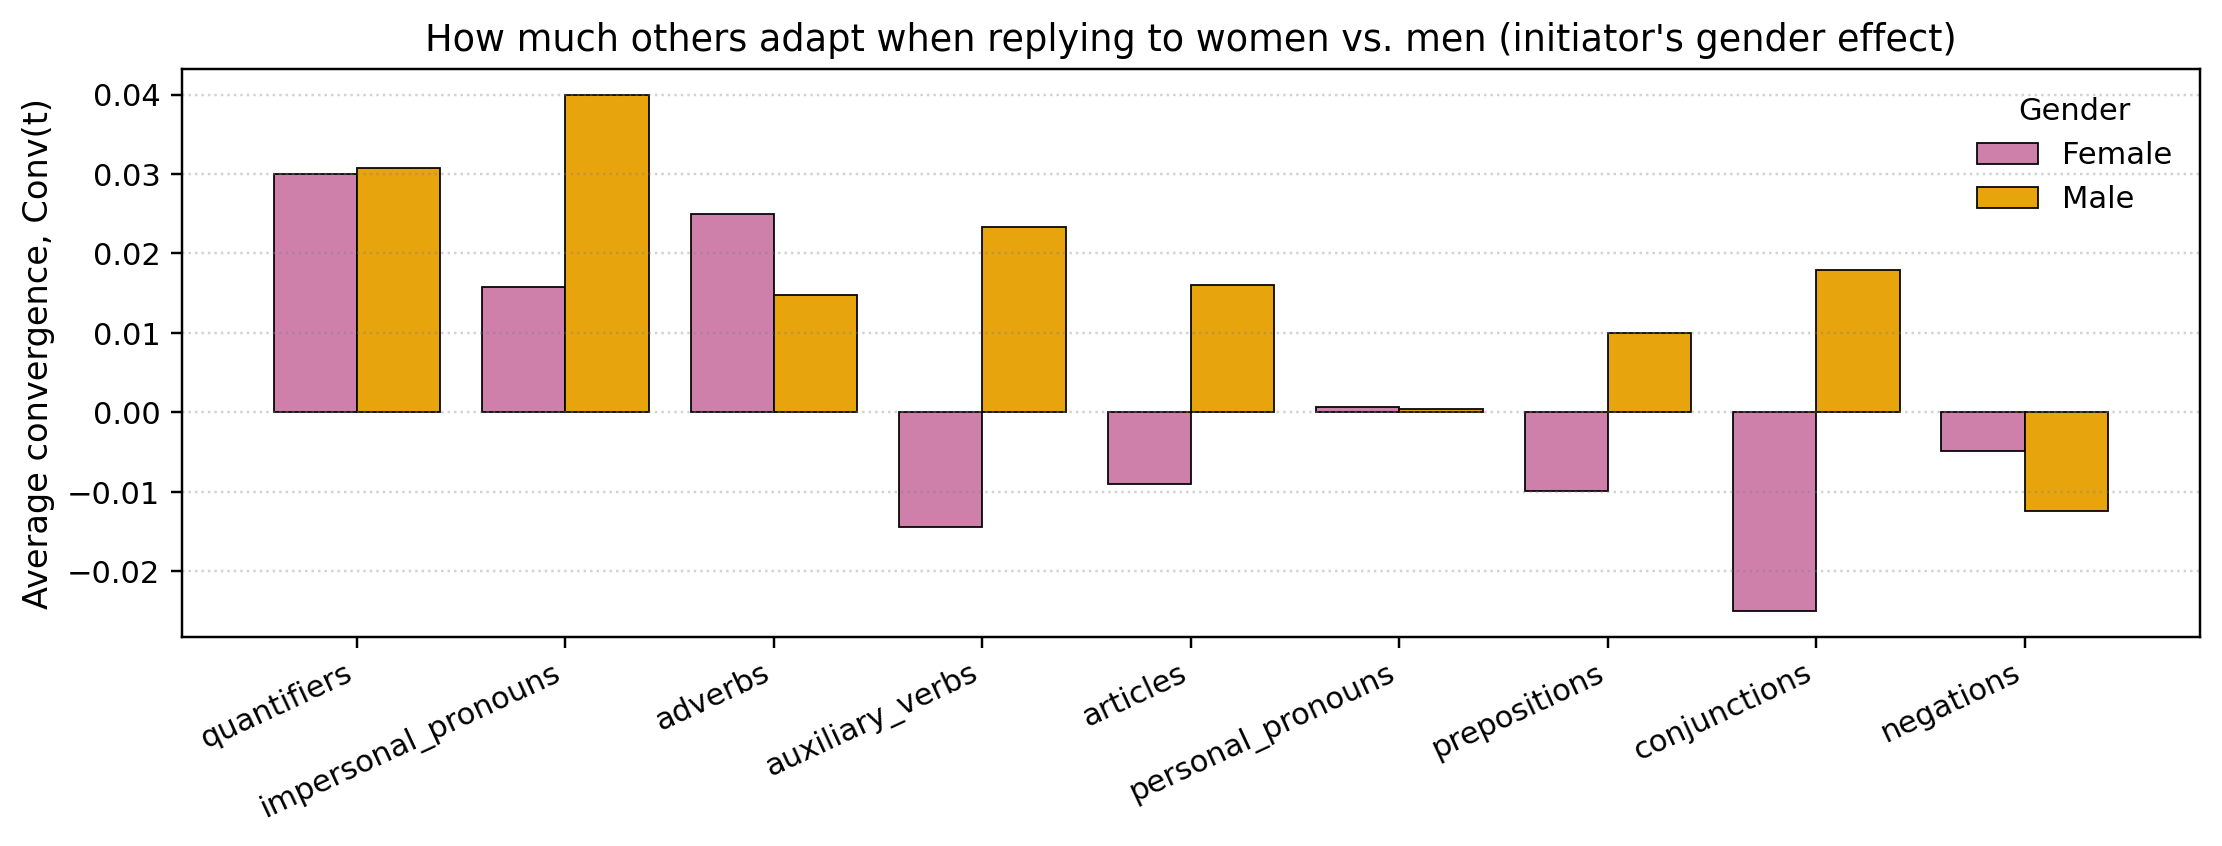 How much others adapt when replying to women vs. men (initiator's gender effect)
Average convergence, Conv(t)
0.04
0.03
0.02
0.01
0.00
−0.01
−0.02
Gender
Female
Male
quantifiers
impersonal_pronouns
adverbs
auxiliary_verbs
articles
personal_pronouns
prepositions
conjunctions
negations